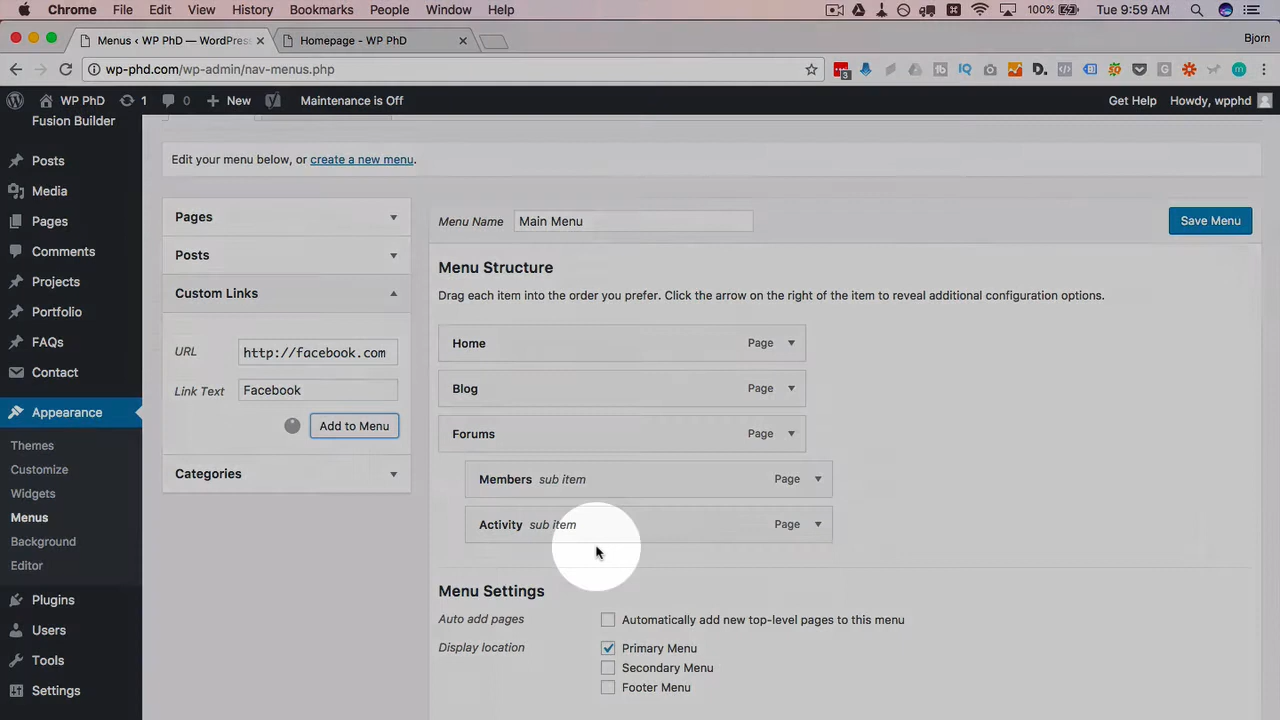 Chrome File Edit View History Bookmarks People Window Help 100% Tue 9:59 AM
Menus ‹ WP PhD — WordPress Homepage - WP PhD Bjorn
wp-phd.com/wp-admin/nav-menus.php
3
WP PhD 1 0 + New Maintenance is Off Get Help Howdy, wpphd
Fusion Builder
Posts
Media
Pages
Comments
Projects
Portfolio
FAQs
Contact
Appearance
Themes
Customize
Widgets
Menus
Background
Editor
Plugins
Users
Tools
Settings
Edit your menu below, or create a new menu.
Pages
Posts
Custom Links
URL http://facebook.com
Link Text Facebook
Add to Menu
Categories
Menu Name Main Menu Save Menu
Menu Structure
Drag each item into the order you prefer. Click the arrow on the right of the item to reveal additional configuration options.
Home Page
Blog Page
Forums Page
Members sub item Page
Activity sub item Page
Menu Settings
Auto add pages Automatically add new top-level pages to this menu
Display location Primary Menu
Secondary Menu
Footer Menu